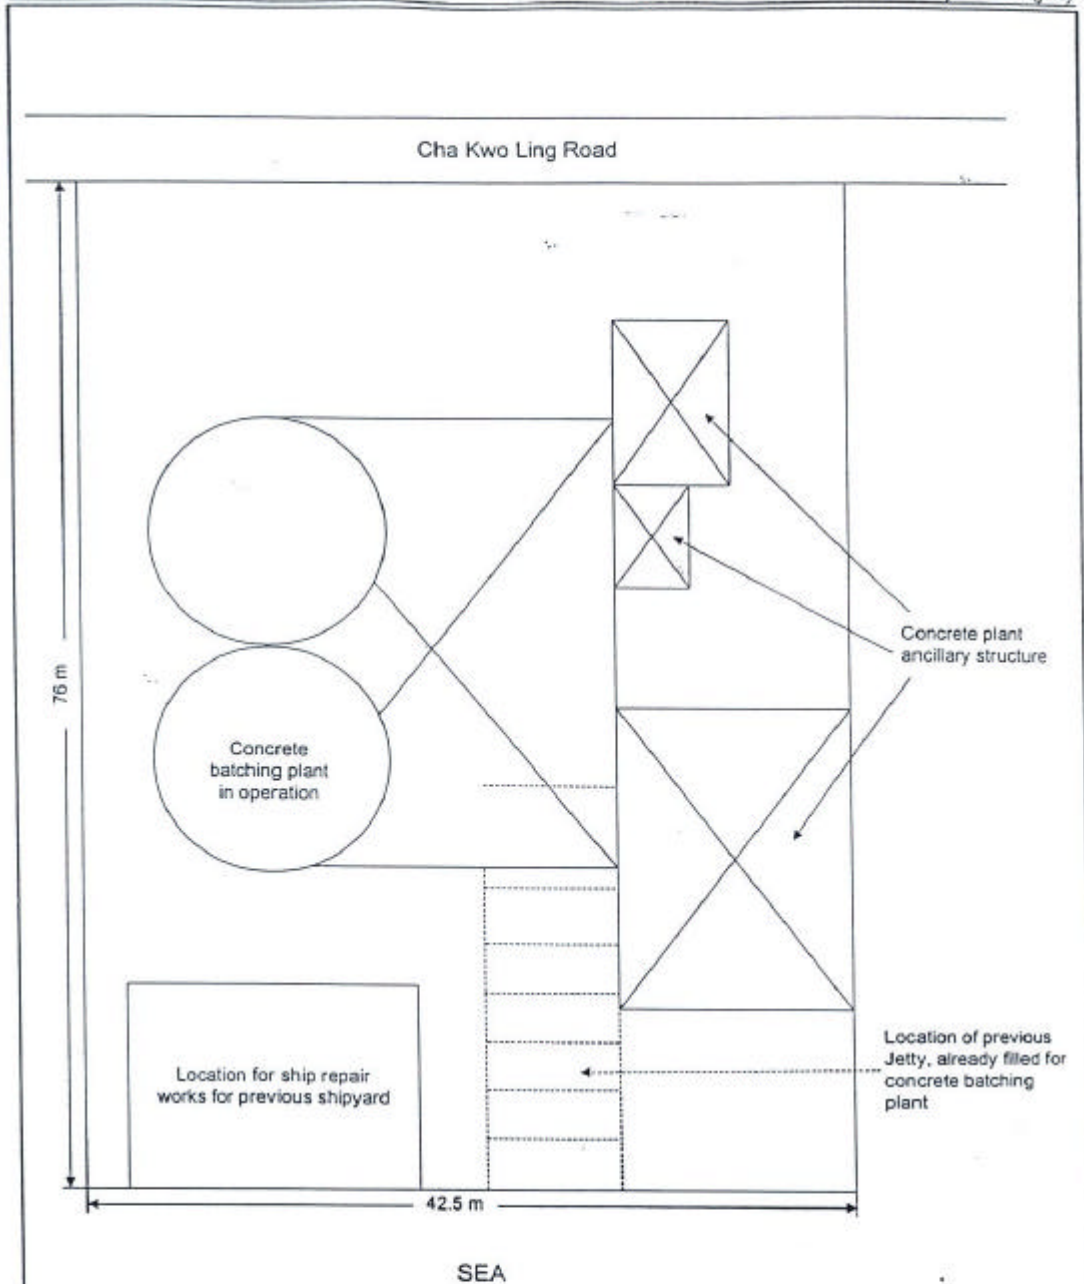 Cha Kwo Ling Road
76 m
Concrete plant
ancillary structure
Concrete
batching plant
in operation
Location for ship repair
works for previous shipyard
Location of previous
Jetty, already filled for
concrete batching
plant
42.5 m
SEA